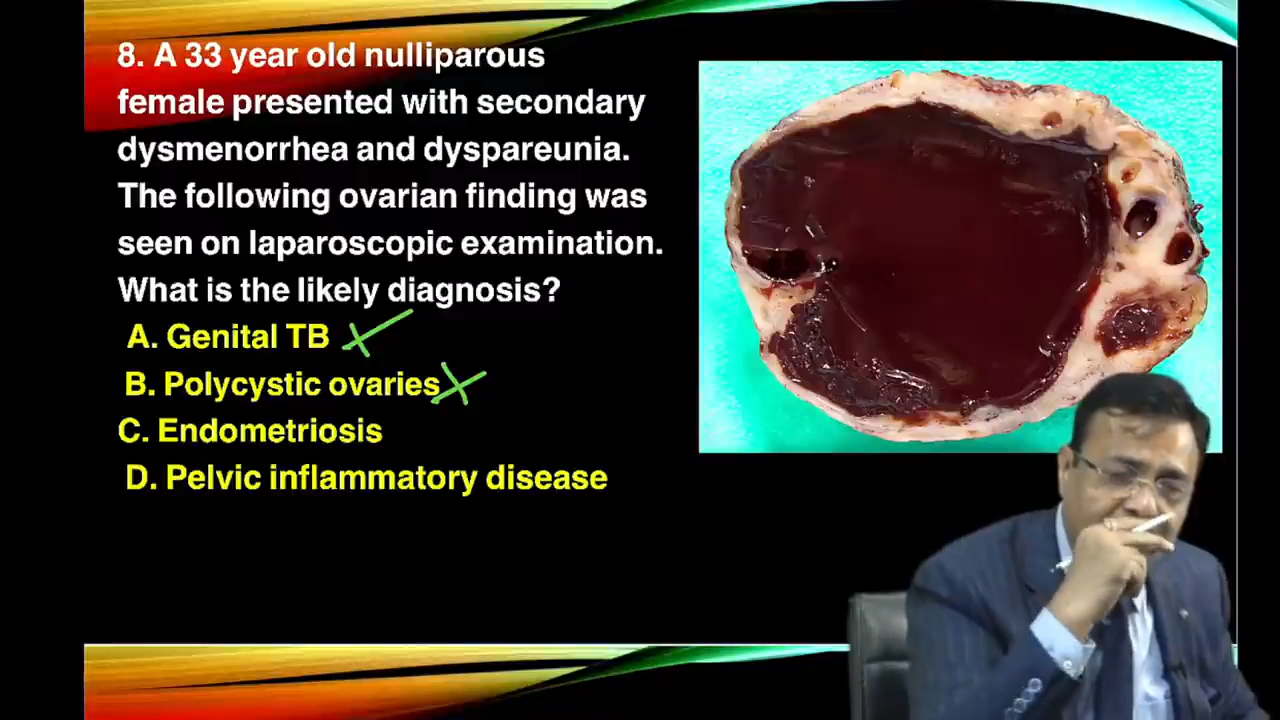 8. A 33 year old nulliparous
female presented with secondary
dysmenorrhea and dyspareunia.
The following ovarian finding was
seen on laparoscopic examination.
What is the likely diagnosis?
A. Genital TB
B. Polycystic ovaries
C. Endometriosis
D. Pelvic inflammatory disease